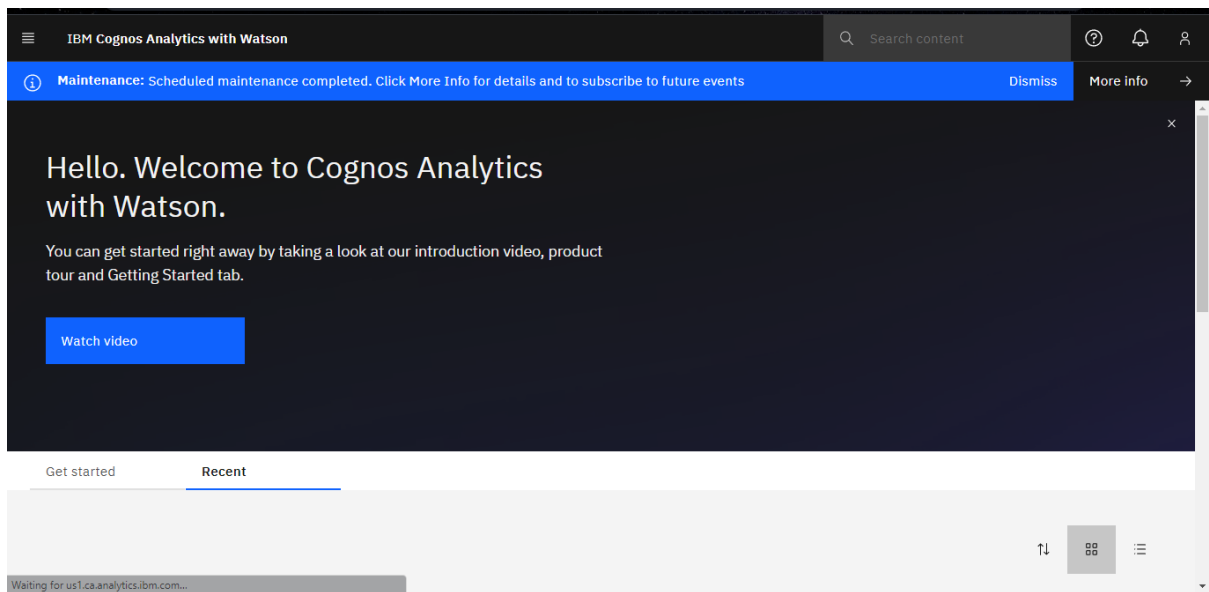 IBM Cognos Analytics with Watson
Search content
Maintenance: Scheduled maintenance completed. Click More Info for details and to subscribe to future events
Dismiss
More info
Hello. Welcome to Cognos Analytics
with Watson.
You can get started right away by taking a look at our introduction video, product
tour and Getting Started tab.
Watch video
Get started
Recent
Waiting for us1.ca.analytics.ibm.com...